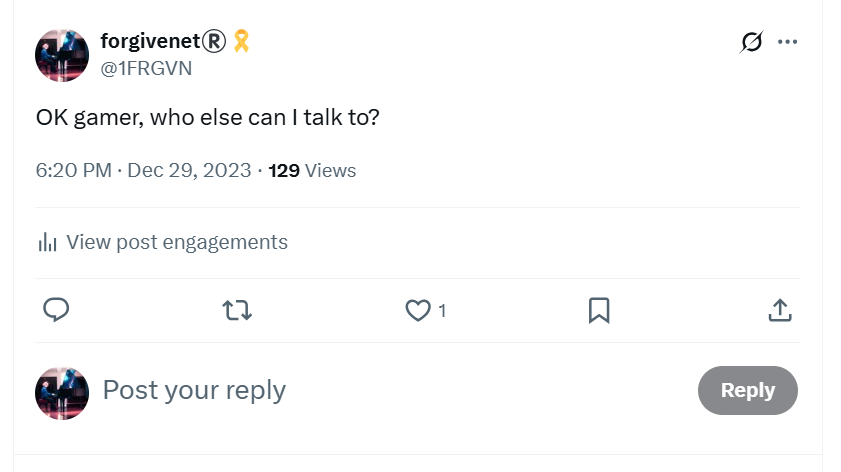 forgivenet®🎗️
@1FRGVN
OK gamer, who else can I talk to?
6:20 PM · Dec 29, 2023 · 129 Views
View post engagements
1
Post your reply
Reply